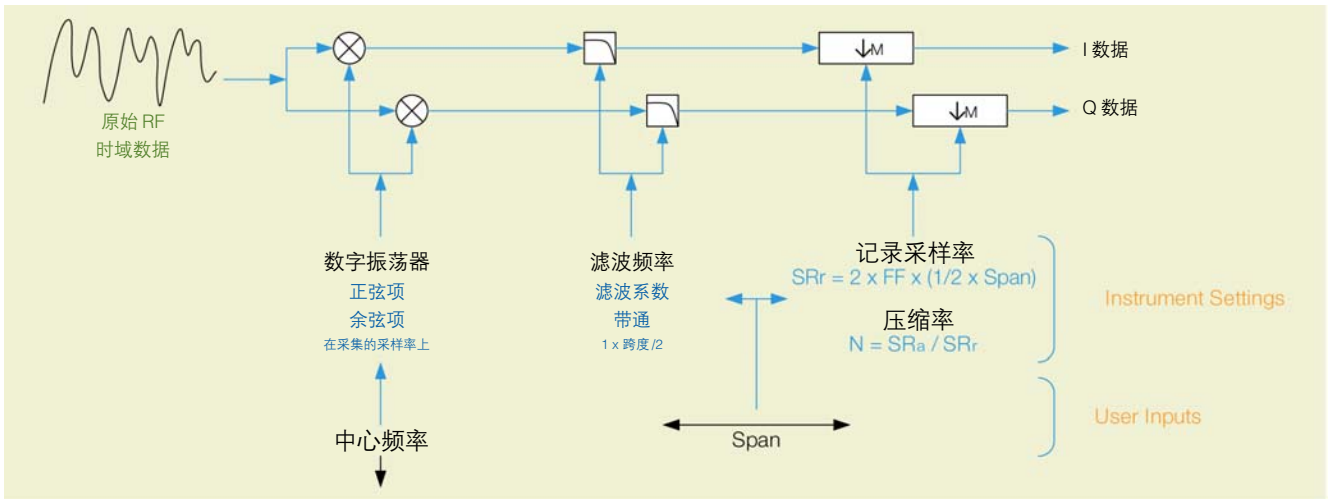 I 数据
Q 数据
原始 RF
时域数据
↓M
↓M
数字振荡器
正弦项
余弦项
在采集的采样率上
滤波频率
滤波系数
带通
1 x 跨度/2
记录采样率
SRr = 2 x FF x (1/2 x Span)
压缩率
N = SRa / SRr
Instrument Settings
User Inputs
中心频率
Span